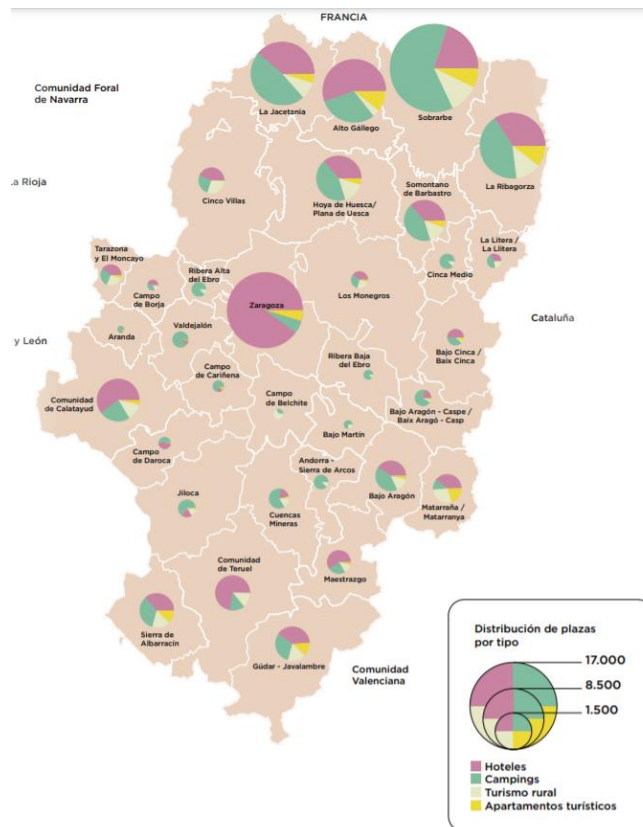 FRANCIA
Comunidad Foral
de Navarra
La Jacetania
Alto Gállego
Sobrarbe
La Ribagorza
La Rioja
Cinco Villas
Hoya de Huesca/
Plana de Uesca
Somontano
de Barbastro
La Litera /
La Llitera
Cinca Medio
Tarazona
y El Moncayo
Campo
de Borja
Ribera Alta
del Ebro
Zaragoza
Los Monegros
Cataluña
y León
Aranda
Valdejalón
Bajo Cinca /
Baix Cinca
Campo
de Cariñena
Ribera Baja
del Ebro
Comunidad
de Calatayud
Campo
de Belchite
Bajo Aragón - Caspe /
Baix Aragó - Casp
Bajo Martín
Campo
de Daroca
Andorra -
Sierra de Arcos
Bajo Aragón
Matarraña /
Matarranya
Jiloca
Cuencas
Mineras
Comunidad
de Teruel
Maestrazgo
Sierra de
Albarracín
Gúdar - Javalambre
Comunidad
Valenciana
Distribución de plazas
por tipo
17.000
8.500
1.500
Hoteles
Campings
Turismo rural
Apartamentos turísticos